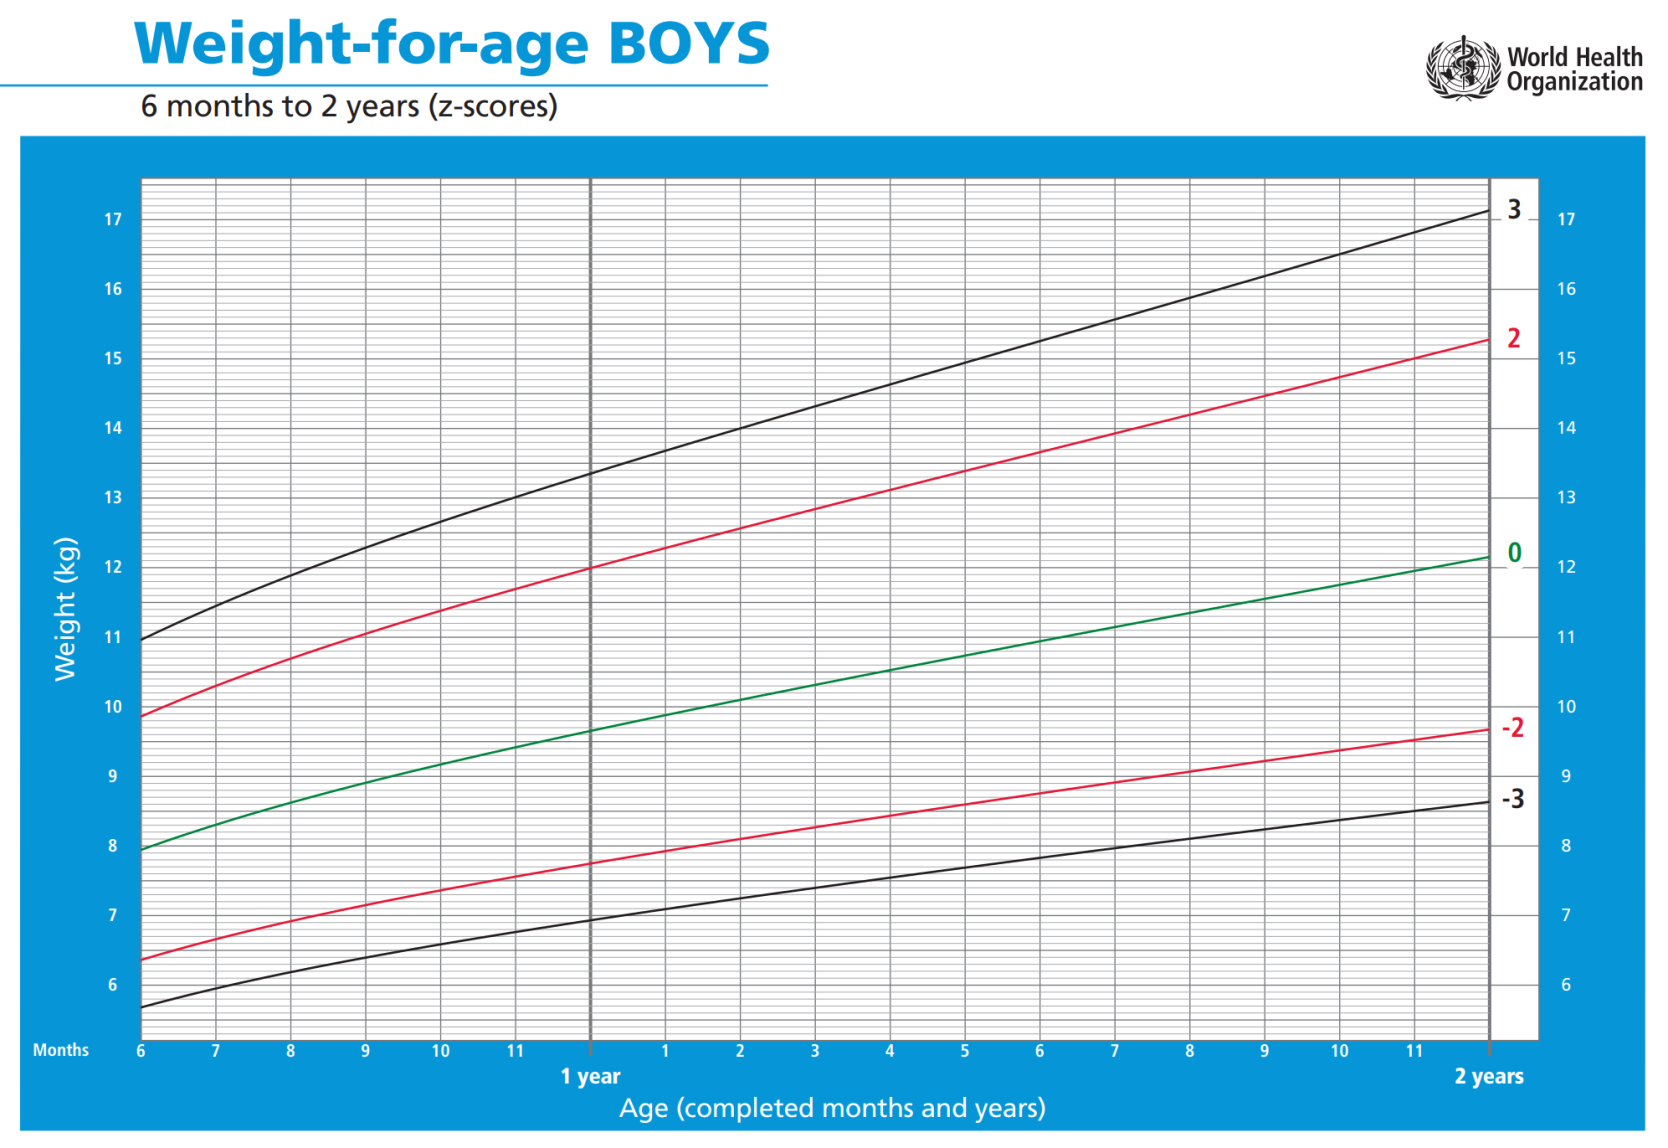 Weight-for-age BOYS
6 months to 2 years (z-scores)
World Health
Organization
3
17 17
16 16
2
15 15
14 14
13 13
0
12 12
11 11
10 10
-2
9 9
-3
8 8
7 7
6 6
Weight (kg)
Months 6 7 8 9 10 11 1 2 3 4 5 6 7 8 9 10 11
1 year 2 years
Age (completed months and years)